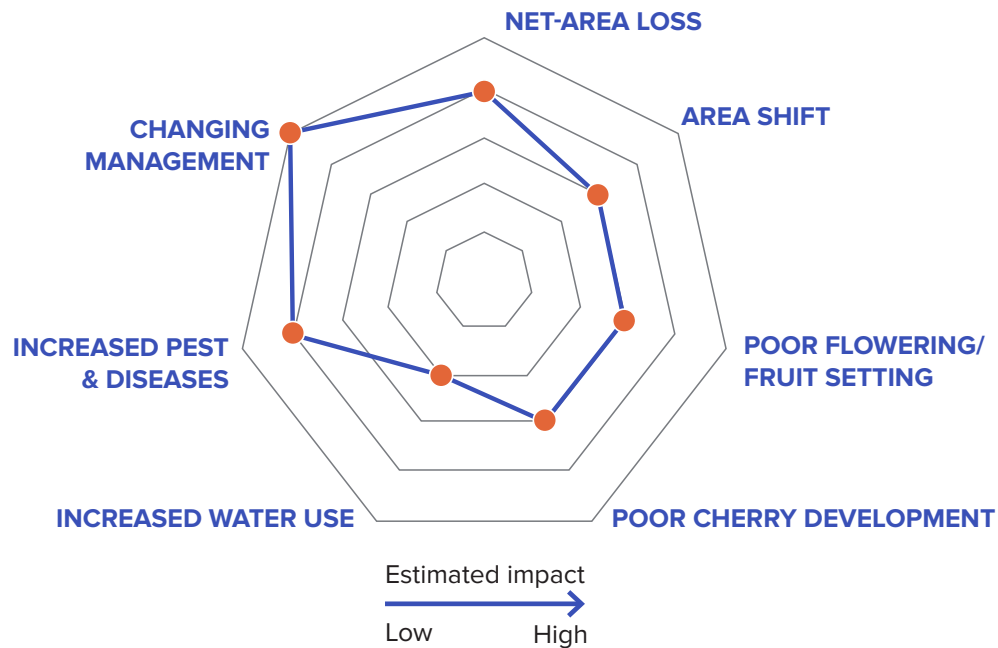 NET-AREA LOSS
AREA SHIFT
CHANGING
MANAGEMENT
INCREASED PEST
& DISEASES
POOR FLOWERING/
FRUIT SETTING
INCREASED WATER USE
POOR CHERRY DEVELOPMENT
Estimated impact
Low
High